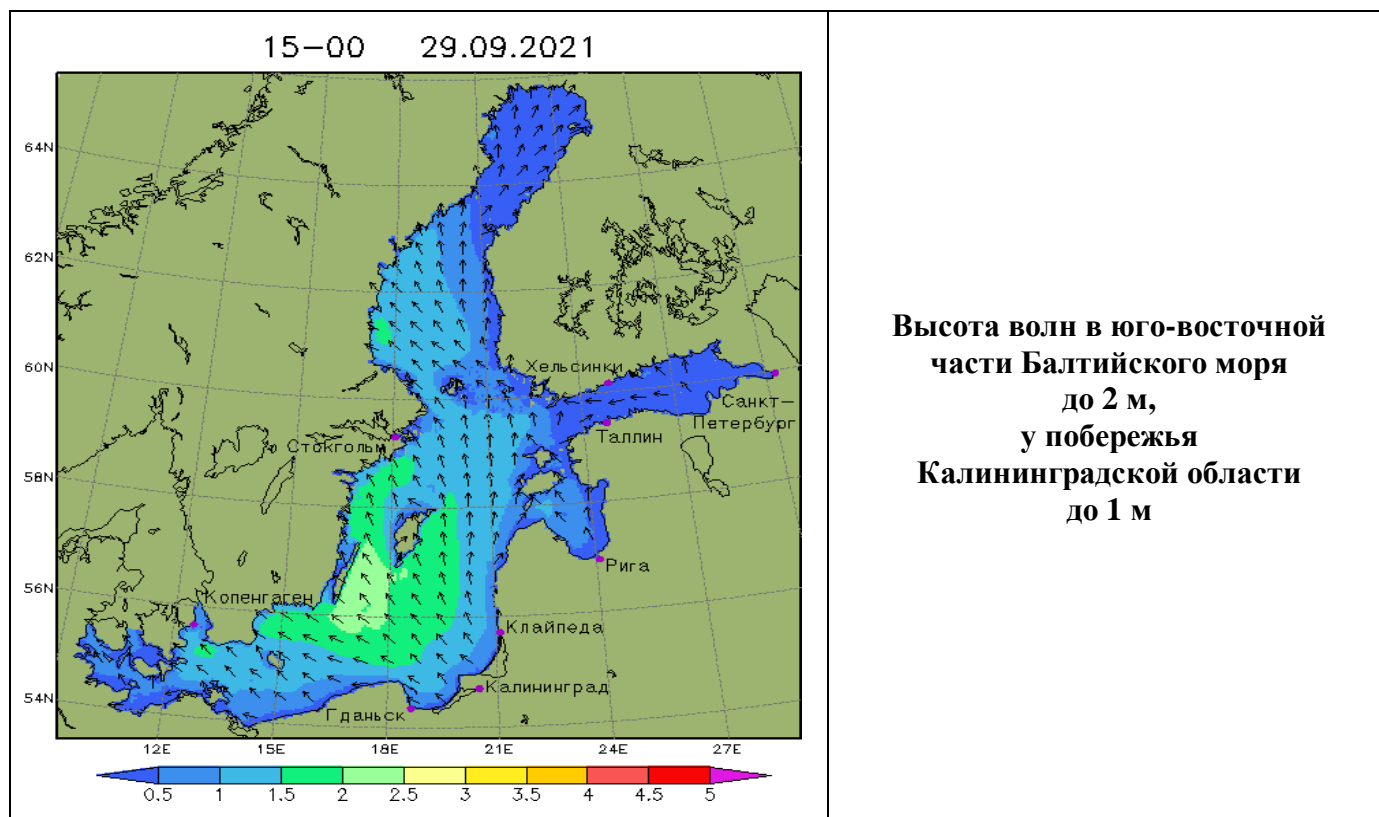 15-00 29.09.2021
64N
62N
60N
58N
56N
54N
Хельсинки
Санкт-
Петербург
Таллин
Стокгольм
Рига
Копенгаген
Клайпеда
Калининград
Гданьск
12E 15E 18E 21E 24E 27E
0.5 1 1.5 2 2.5 3 3.5 4 4.5 5
Высота волн в юго-восточной
части Балтийского моря
до 2 м,
у побережья
Калининградской области
до 1 м